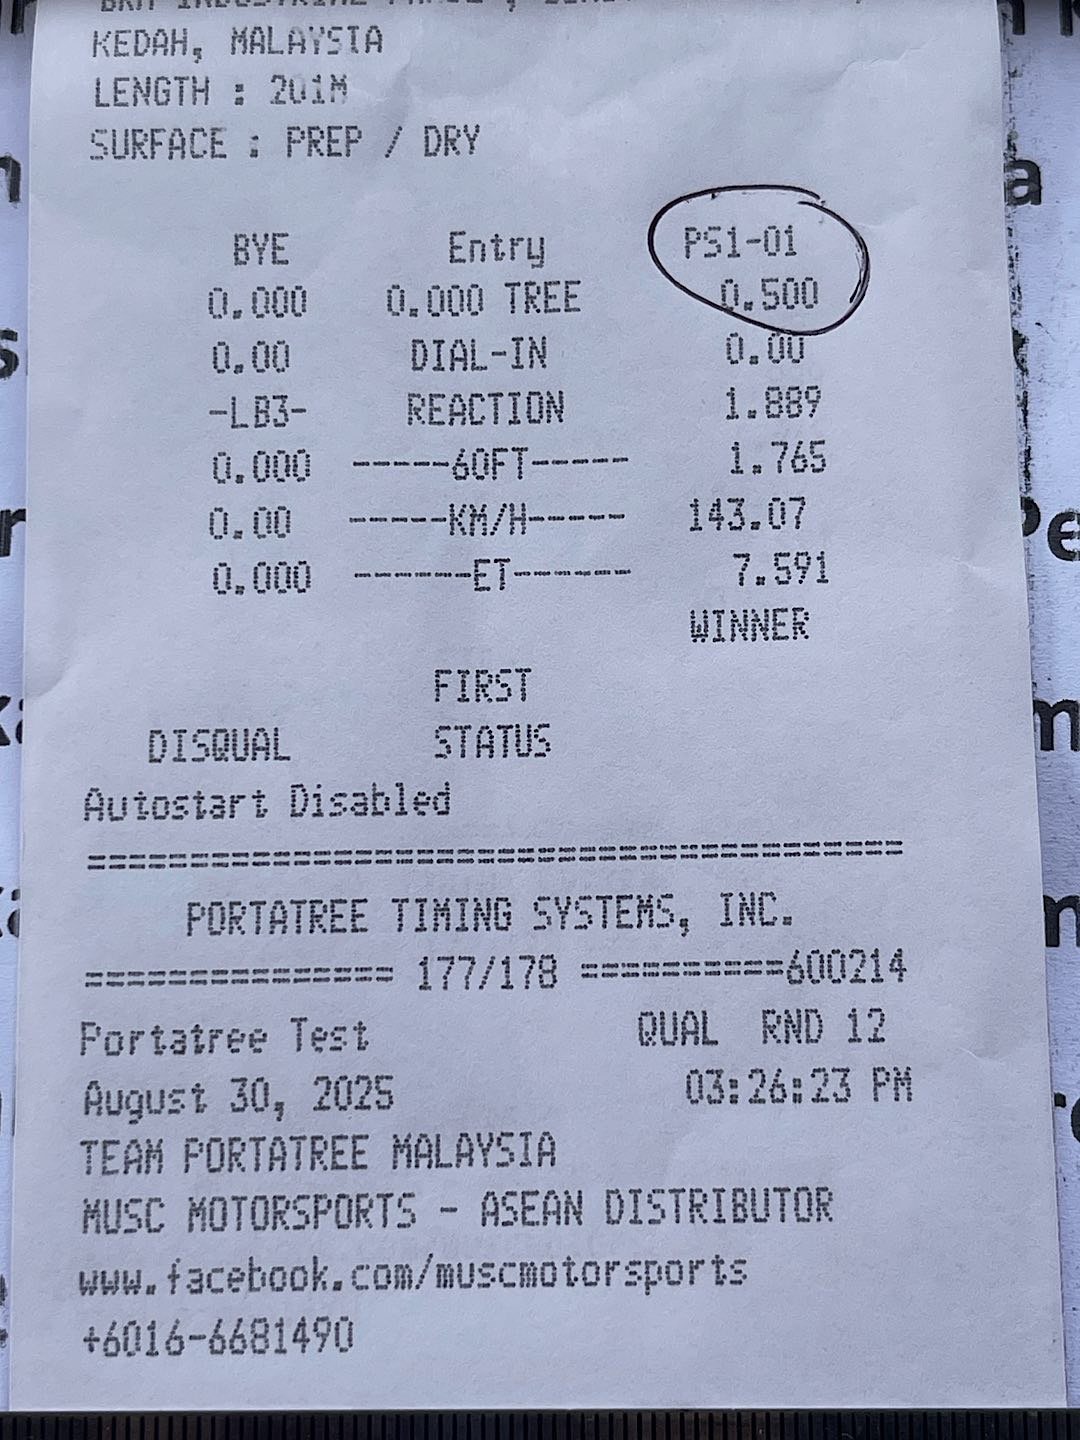 KEDAH, MALAYSIA
LENGTH : 201M
SURFACE : PREP / DRY
BYE Entry PS1-01
0.000 0.000 TREE 0.500
0.00 DIAL-IN 0.00
-LB3- REACTION 1.889
0.000 -----60FT----- 1.765
0.00 -----KM/H----- 143.07
0.000 ------ET------ 7.591
WINNER
FIRST
DISQUAL STATUS
Autostart Disabled
========================================
PORTATREE TIMING SYSTEMS, INC.
=============== 177/178 ==========600214
Portatree Test QUAL RND 12
August 30, 2025 03:26:23 PM
TEAM PORTATREE MALAYSIA
MUSC MOTORSPORTS - ASEAN DISTRIBUTOR
www.facebook.com/muscmotorsports
+6016-6681490